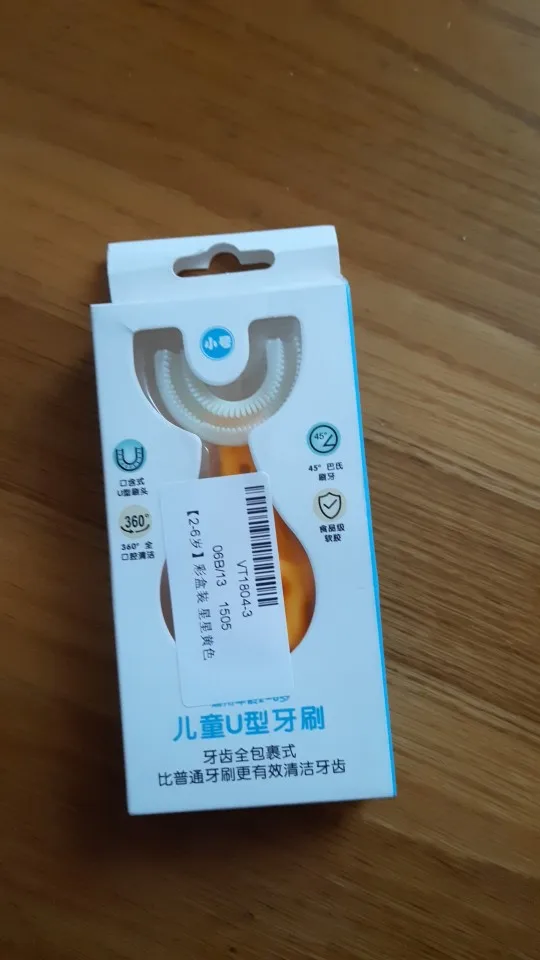 小号
口含式
U型刷头
360°
360° 全
口腔清洁
45°
45° 巴氏
刷牙
食品级
软胶
VT1804-3
06B/13 1505
【2-6岁】彩盒装 星星黄色
儿童U型牙刷
牙齿全包裹式
比普通牙刷更有效清洁牙齿